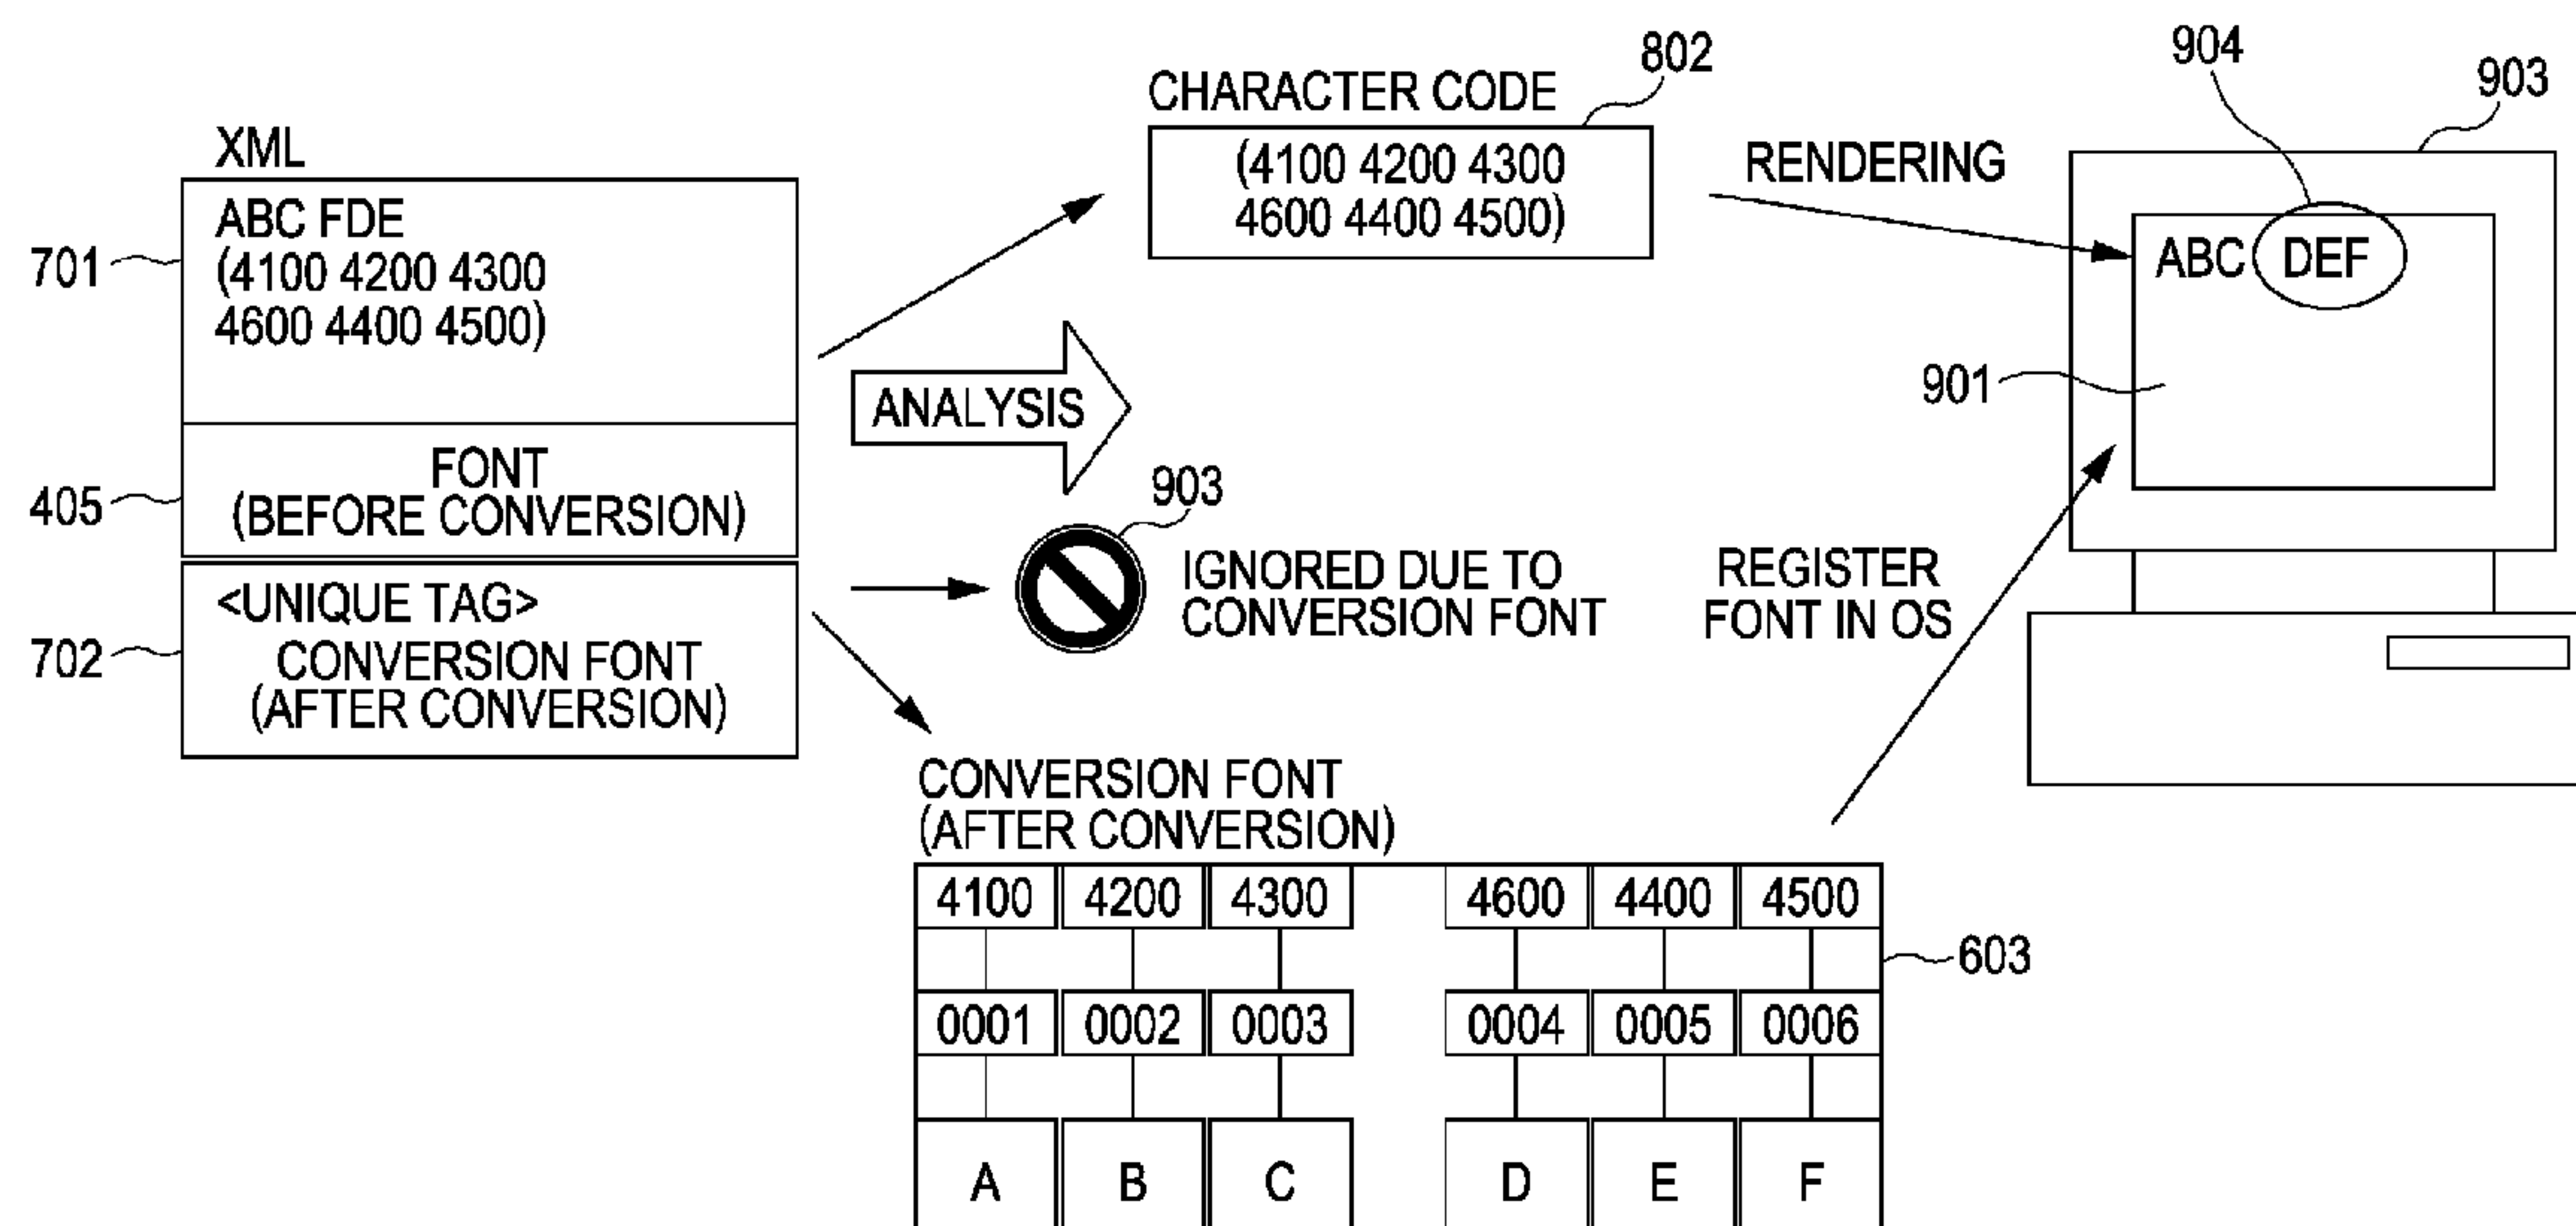 XML
701
ABC FDE
(4100 4200 4300
4600 4400 4500)
405
FONT
(BEFORE CONVERSION)
702
<UNIQUE TAG>
CONVERSION FONT
(AFTER CONVERSION)
ANALYSIS
CHARACTER CODE
802
(4100 4200 4300
4600 4400 4500)
903
IGNORED DUE TO
CONVERSION FONT
RENDERING
904
903
ABC DEF
901
REGISTER
FONT IN OS
CONVERSION FONT
(AFTER CONVERSION)
4100 4200 4300 4600 4400 4500
603
0001 0002 0003 0004 0005 0006
A B C D E F